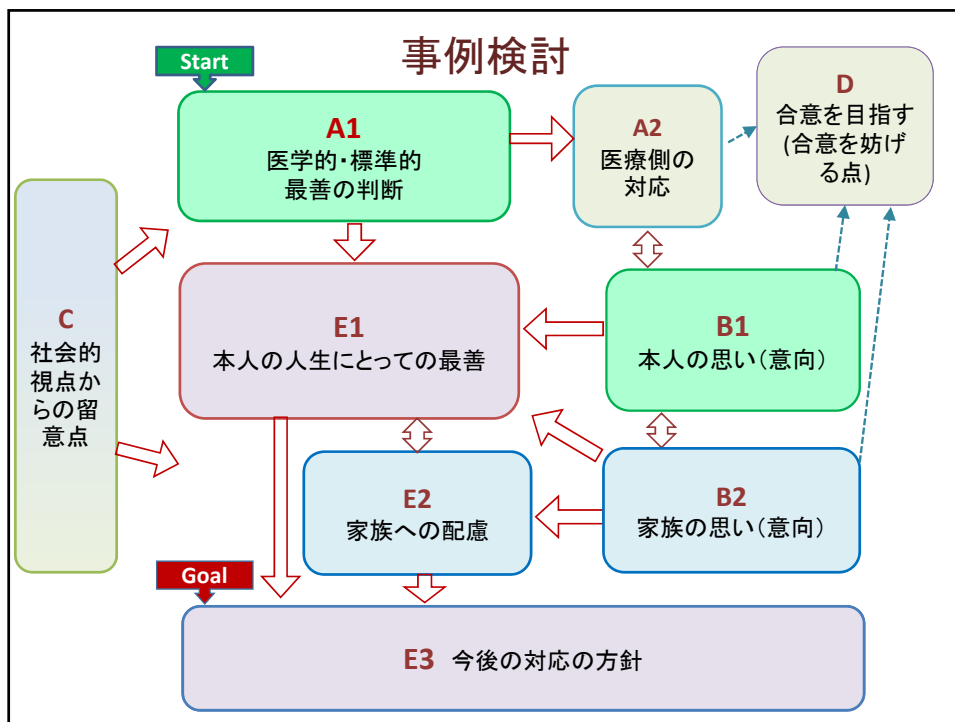 事例検討
Start
A1
医学的・標準的
最善の判断
A2
医療側の
対応
D
合意を目指す
(合意を妨げ
る点)
C
社会的
視点か
らの留
意点
E1
本人の人生にとっての最善
B1
本人の思い（意向）
E2
家族への配慮
B2
家族の思い（意向）
Goal
E3 今後の対応の方針